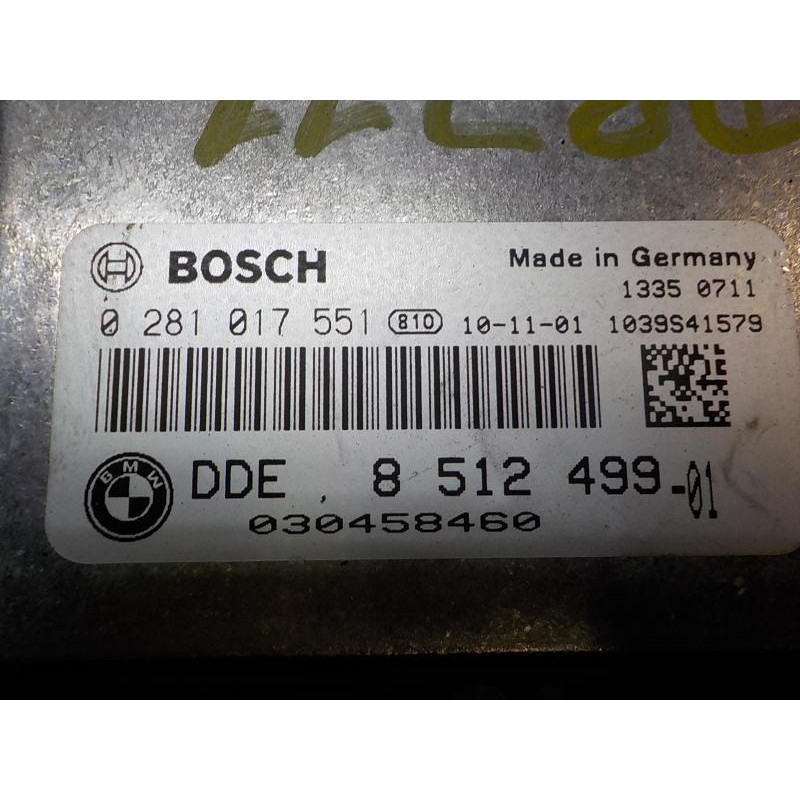 BOSCH
Made in Germany
1335 0711
0 281 017 551 810 10-11-01 1039S41579
BMW
DDE . 8 512 499-01
030458460